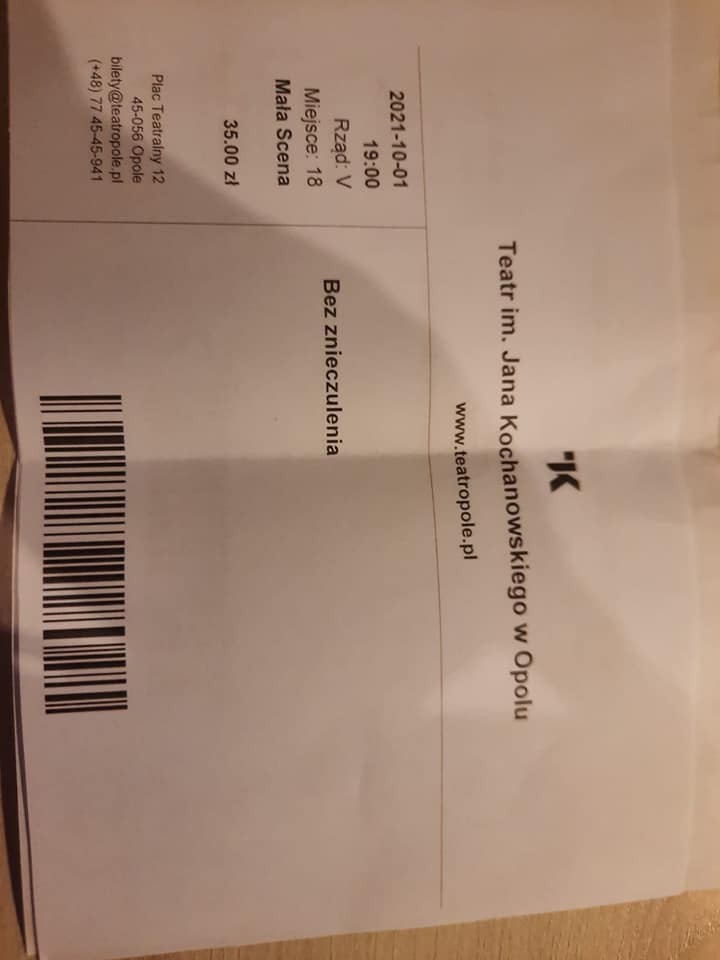 "JK
Teatr im. Jana Kochanowskiego w Opolu
www.teatropole.pl
2021-10-01
19:00
Rząd: V
Miejsce: 18
Mała Scena
35.00 zł
Plac Teatralny 12
45-056 Opole
bilety@teatropole.pl
(+48) 77 45-45-941
Bez znieczulenia